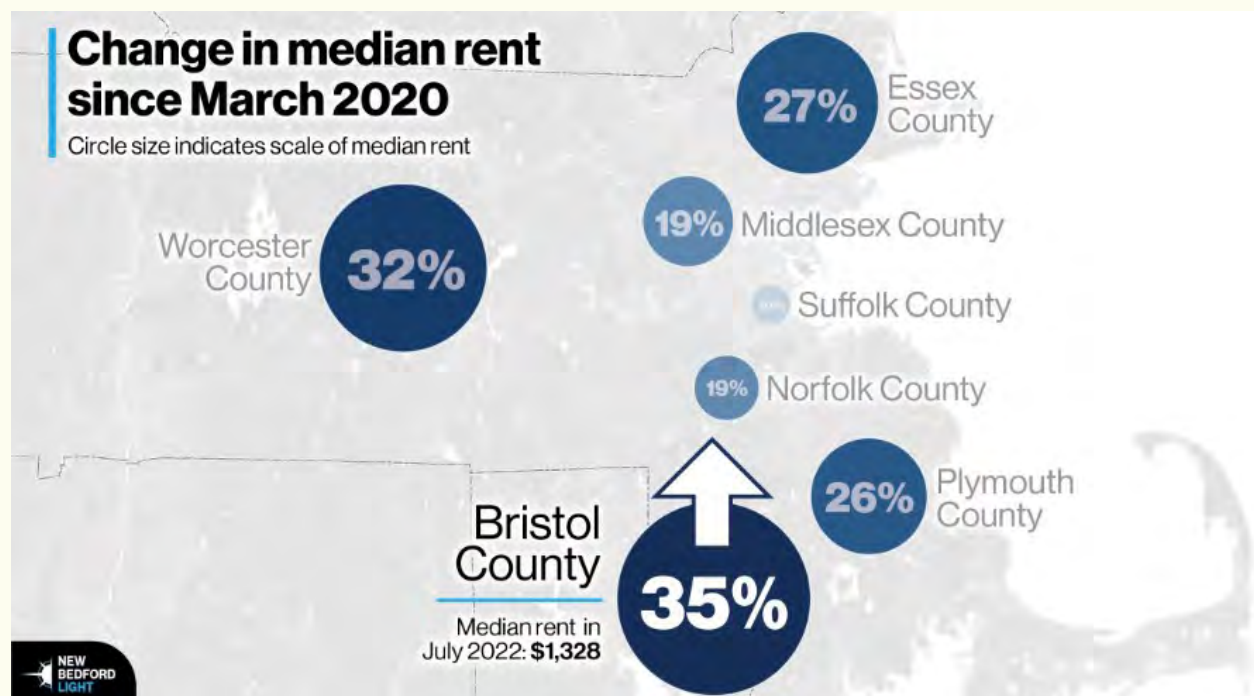 Change in median rent
since March 2020
Circle size indicates scale of median rent
27%
Essex
County
19%
Middlesex County
Worcester
County
32%
Suffolk County
19%
Norfolk County
26%
Plymouth
County
Bristol
County
35%
Median rent in
July 2022: $1,328
NEW
BEDFORD
LIGHT